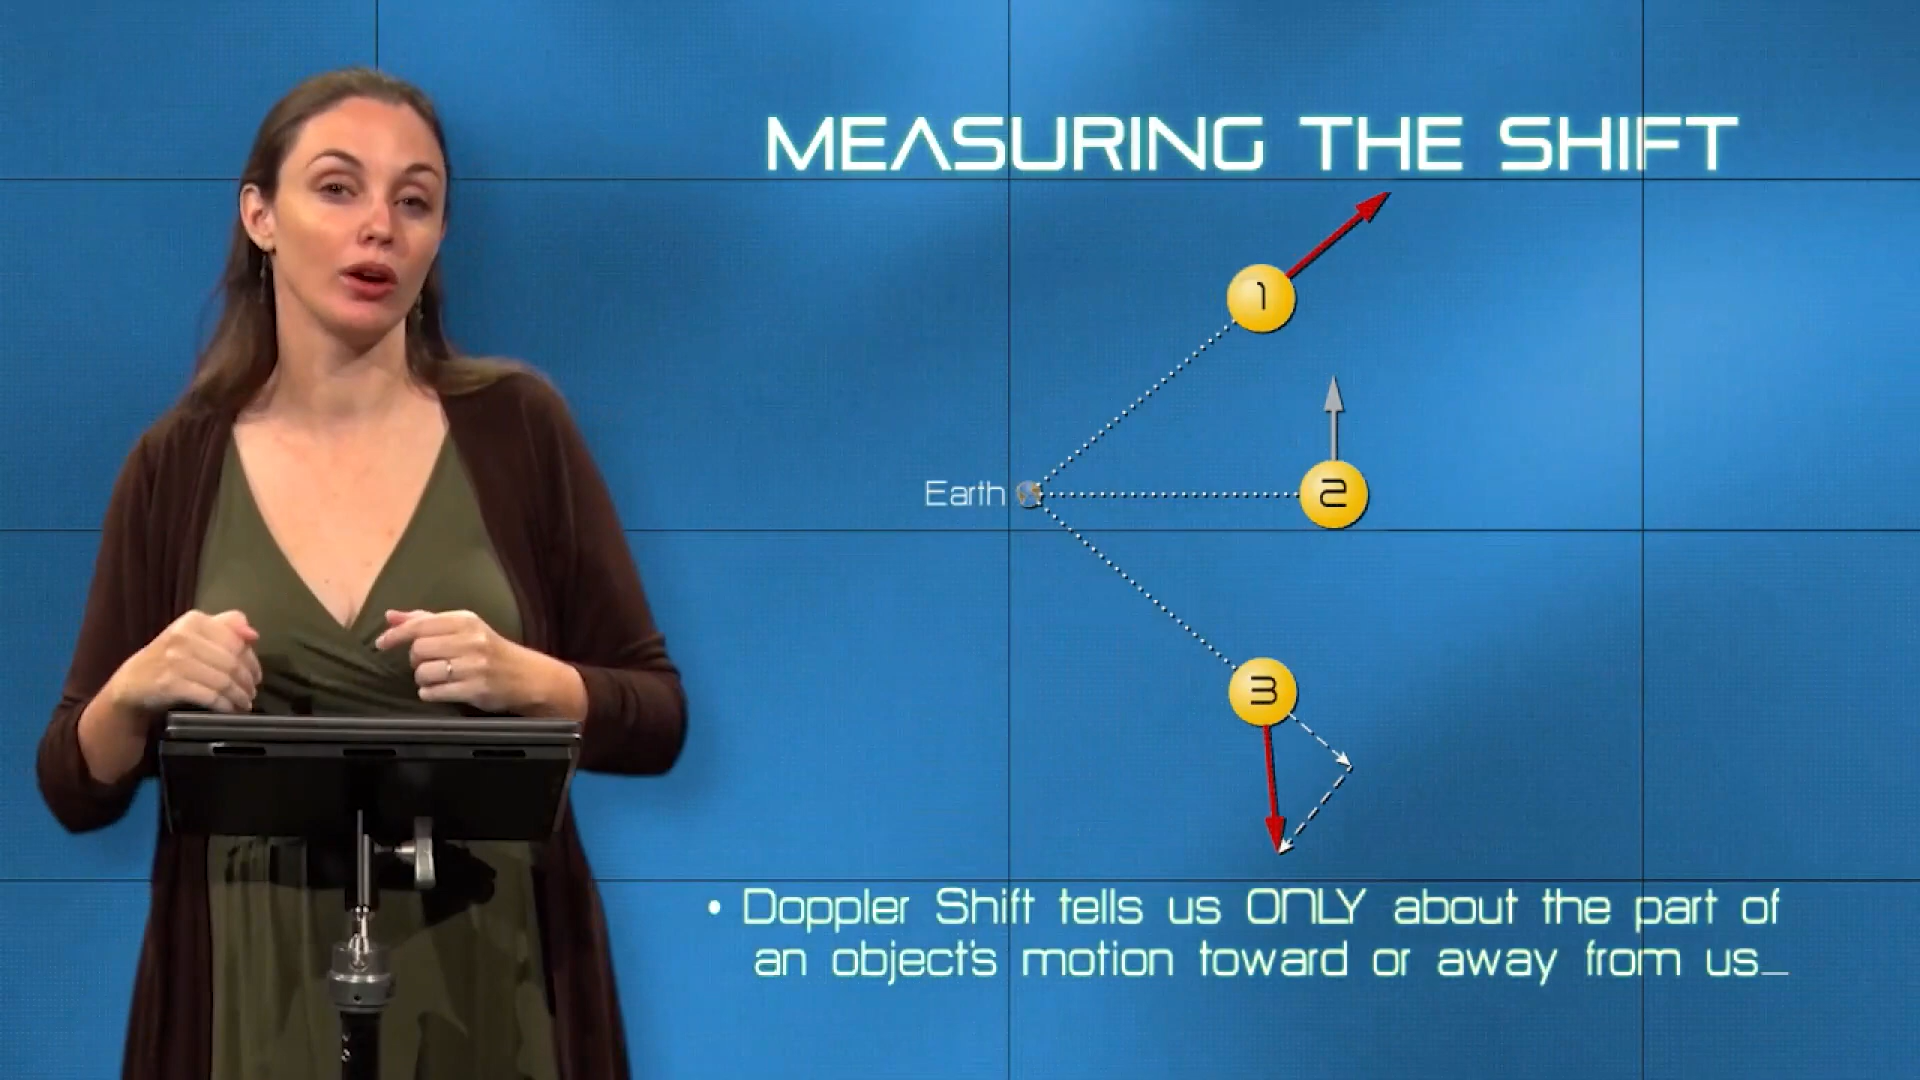 MEASURING THE SHIFT
1
Earth
2
3
• Doppler Shift tells us ONLY about the part of
an object's motion toward or away from us_